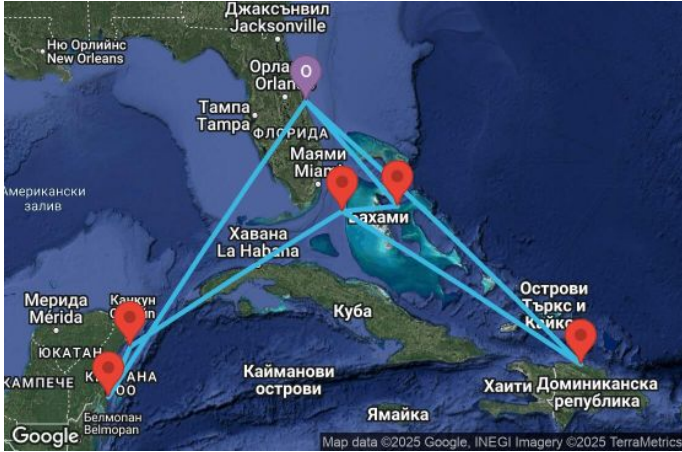 Джаксънвил
Jacksonville
Ню Орлийнс
New Orleans
Орла
Orlan
O
Тампа
Tampa
ФЛОРИДА
Маями
Miami
Американски
залив
Бахами
Хавана
La Habana
Мерида
Mérida
Канкун
ЮКАТАН
Куба
Острови
Търкс и
Кайкос
КАМПЕЧЕ
ОО
Кайманови
острови
Хаити
Доминиканска
република
Белмопан
Belmopan
Ямайка
Google
Map data ©2025 Google, INEGI Imagery ©2025 TerraMetrics